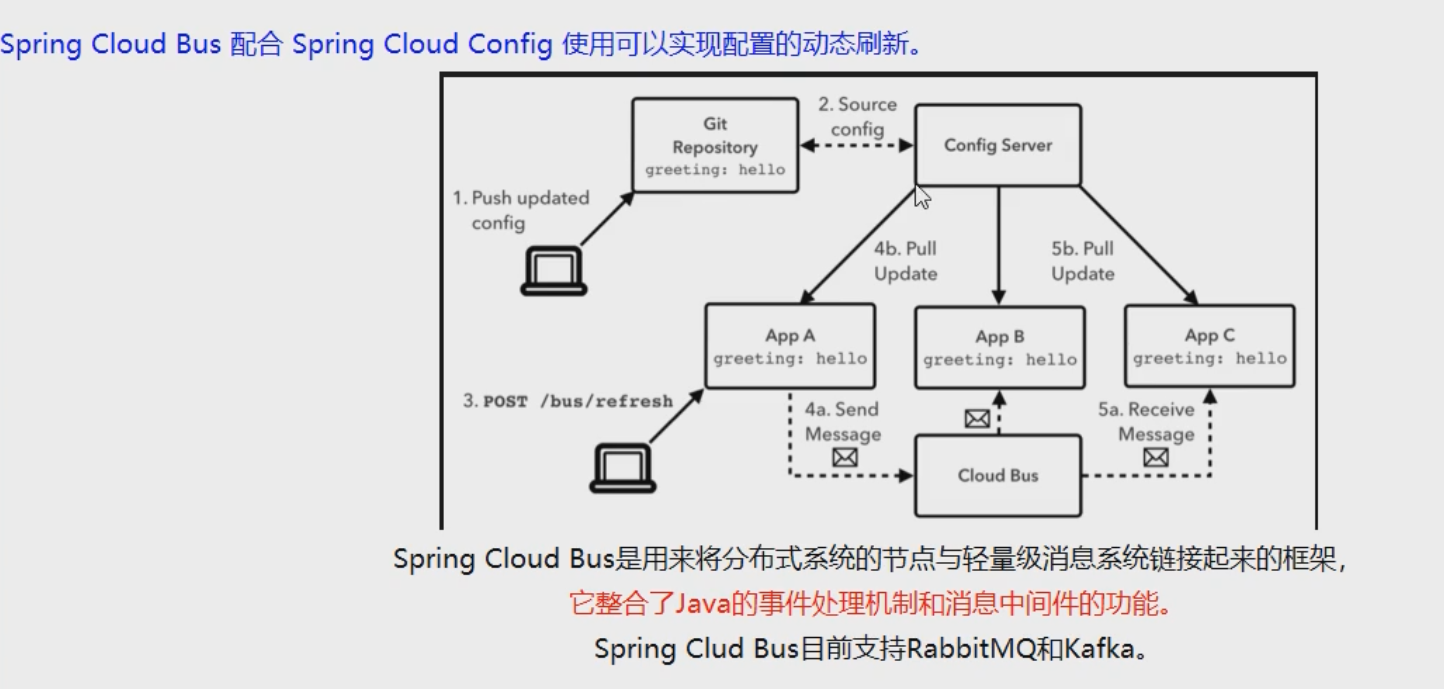 Spring Cloud Bus 配合 Spring Cloud Config 使用可以实现配置的动态刷新。
Git
Repository
greeting: hello
2. Source
config
Config Server
1. Push updated
config
4b. Pull
Update
5b. Pull
Update
App A
greeting: hello
App B
greeting: hello
App C
greeting: hello
3. POST /bus/refresh
4a. Send
Message
5a. Receive
Message
Cloud Bus
Spring Cloud Bus是用来将分布式系统的节点与轻量级消息系统链接起来的框架，
它整合了Java的事件处理机制和消息中间件的功能。
Spring Clud Bus目前支持RabbitMQ和Kafka。